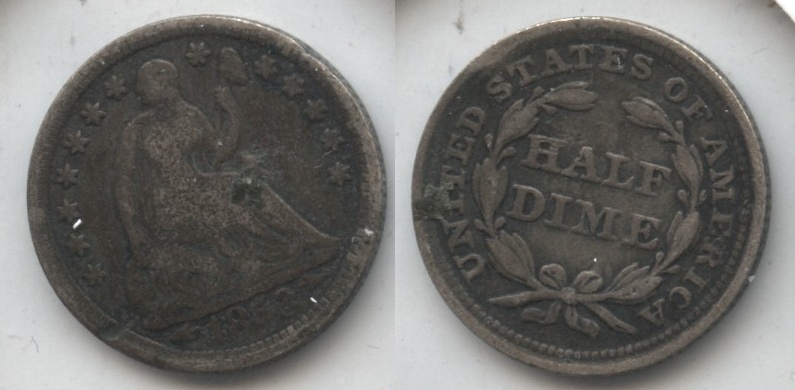 UNITED STATES OF AMERICA
HALF
DIME